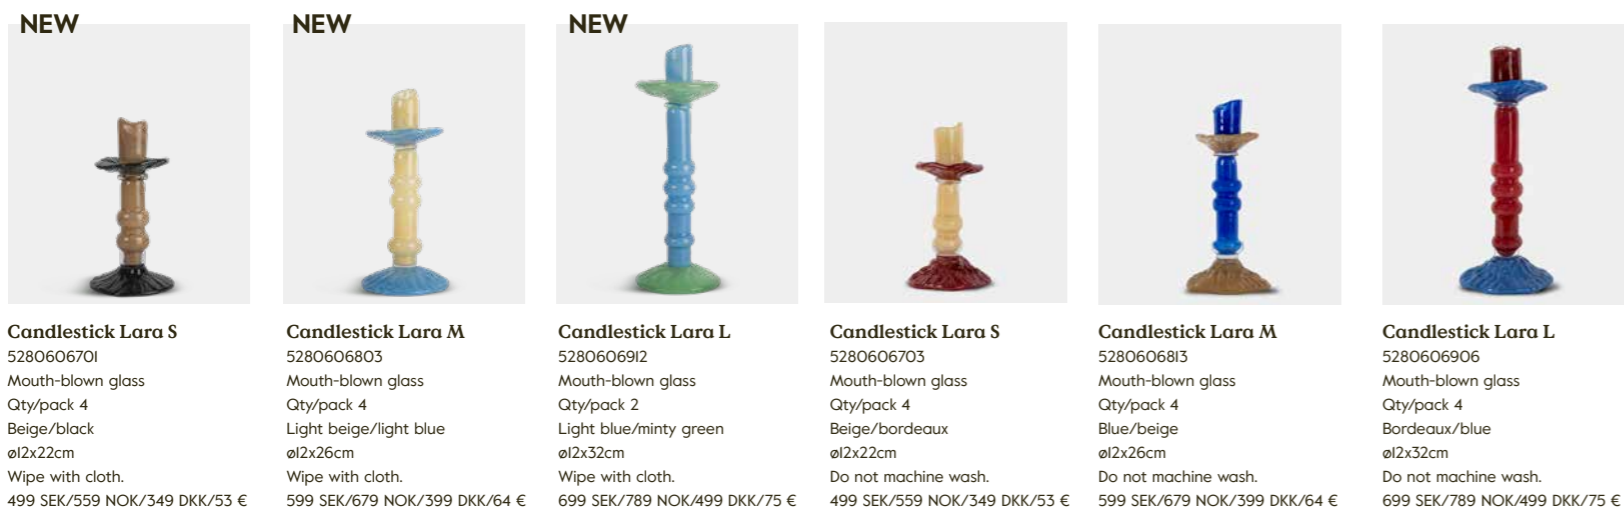 NEW
NEW
NEW
Candlestick Lara S
5280606701
Mouth-blown glass
Qty/pack 4
Beige/black
ø12x22cm
Wipe with cloth.
499 SEK/559 NOK/349 DKK/53 €
Candlestick Lara M
5280606803
Mouth-blown glass
Qty/pack 4
Light beige/light blue
ø12x26cm
Wipe with cloth.
599 SEK/679 NOK/399 DKK/64 €
Candlestick Lara L
5280606912
Mouth-blown glass
Qty/pack 2
Light blue/minty green
ø12x32cm
Wipe with cloth.
699 SEK/789 NOK/499 DKK/75 €
Candlestick Lara S
5280606703
Mouth-blown glass
Qty/pack 4
Beige/bordeaux
ø12x22cm
Do not machine wash.
499 SEK/559 NOK/349 DKK/53 €
Candlestick Lara M
5280606813
Mouth-blown glass
Qty/pack 4
Blue/beige
ø12x26cm
Do not machine wash.
599 SEK/679 NOK/399 DKK/64 €
Candlestick Lara L
5280606906
Mouth-blown glass
Qty/pack 4
Bordeaux/blue
ø12x32cm
Do not machine wash.
699 SEK/789 NOK/499 DKK/75 €